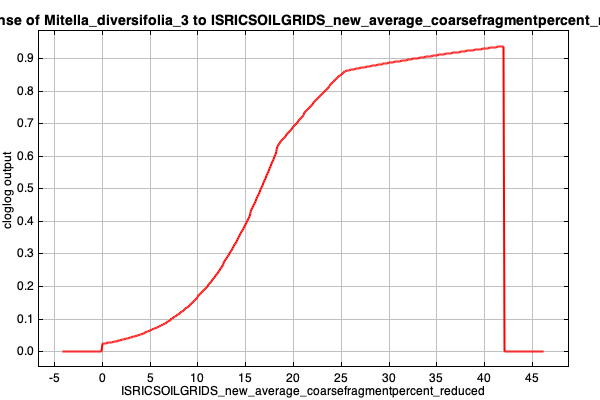 nse of Mitella_diversifolia_3 to ISRICSOILGRIDS_new_average_coarsefragmentpercent_r
cloglog output
0.9
0.8
0.7
0.6
0.5
0.4
0.3
0.2
0.1
0.0
-5 0 5 10 15 20 25 30 35 40 45
ISRICSOILGRIDS_new_average_coarsefragmentpercent_reduced